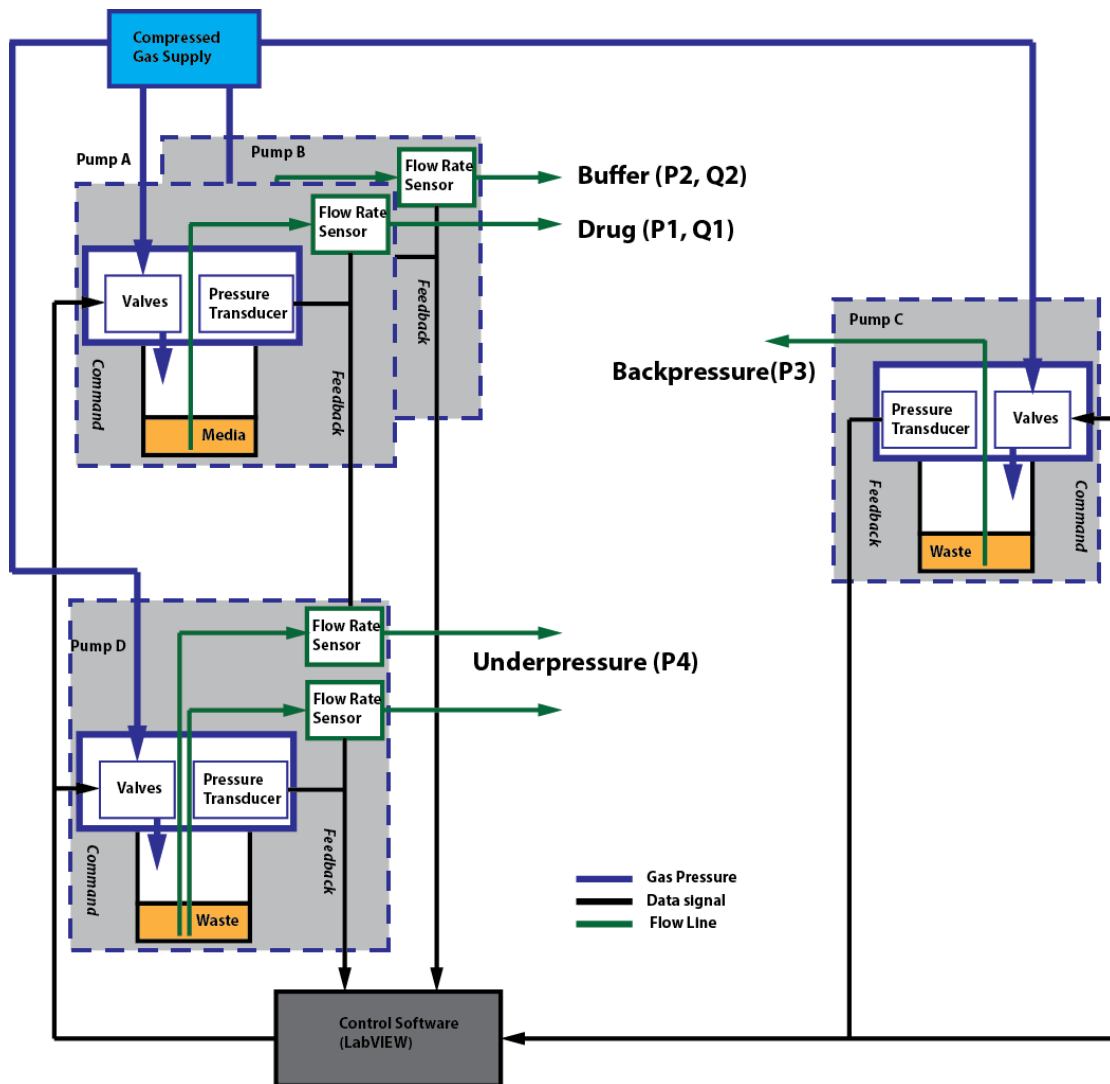 Compressed
Gas Supply
Pump A
Pump B
Flow Rate
Sensor
Buffer (P2, Q2)
Flow Rate
Sensor
Drug (P1, Q1)
Valves
Pressure
Transducer
Command
Feedback
Feedback
Media
Pump C
Backpressure(P3)
Pressure
Transducer
Valves
Feedback
Command
Waste
Pump D
Flow Rate
Sensor
Underpressure (P4)
Flow Rate
Sensor
Valves
Pressure
Transducer
Command
Feedback
Waste
Gas Pressure
Data signal
Flow Line
Control Software
(LabVIEW)